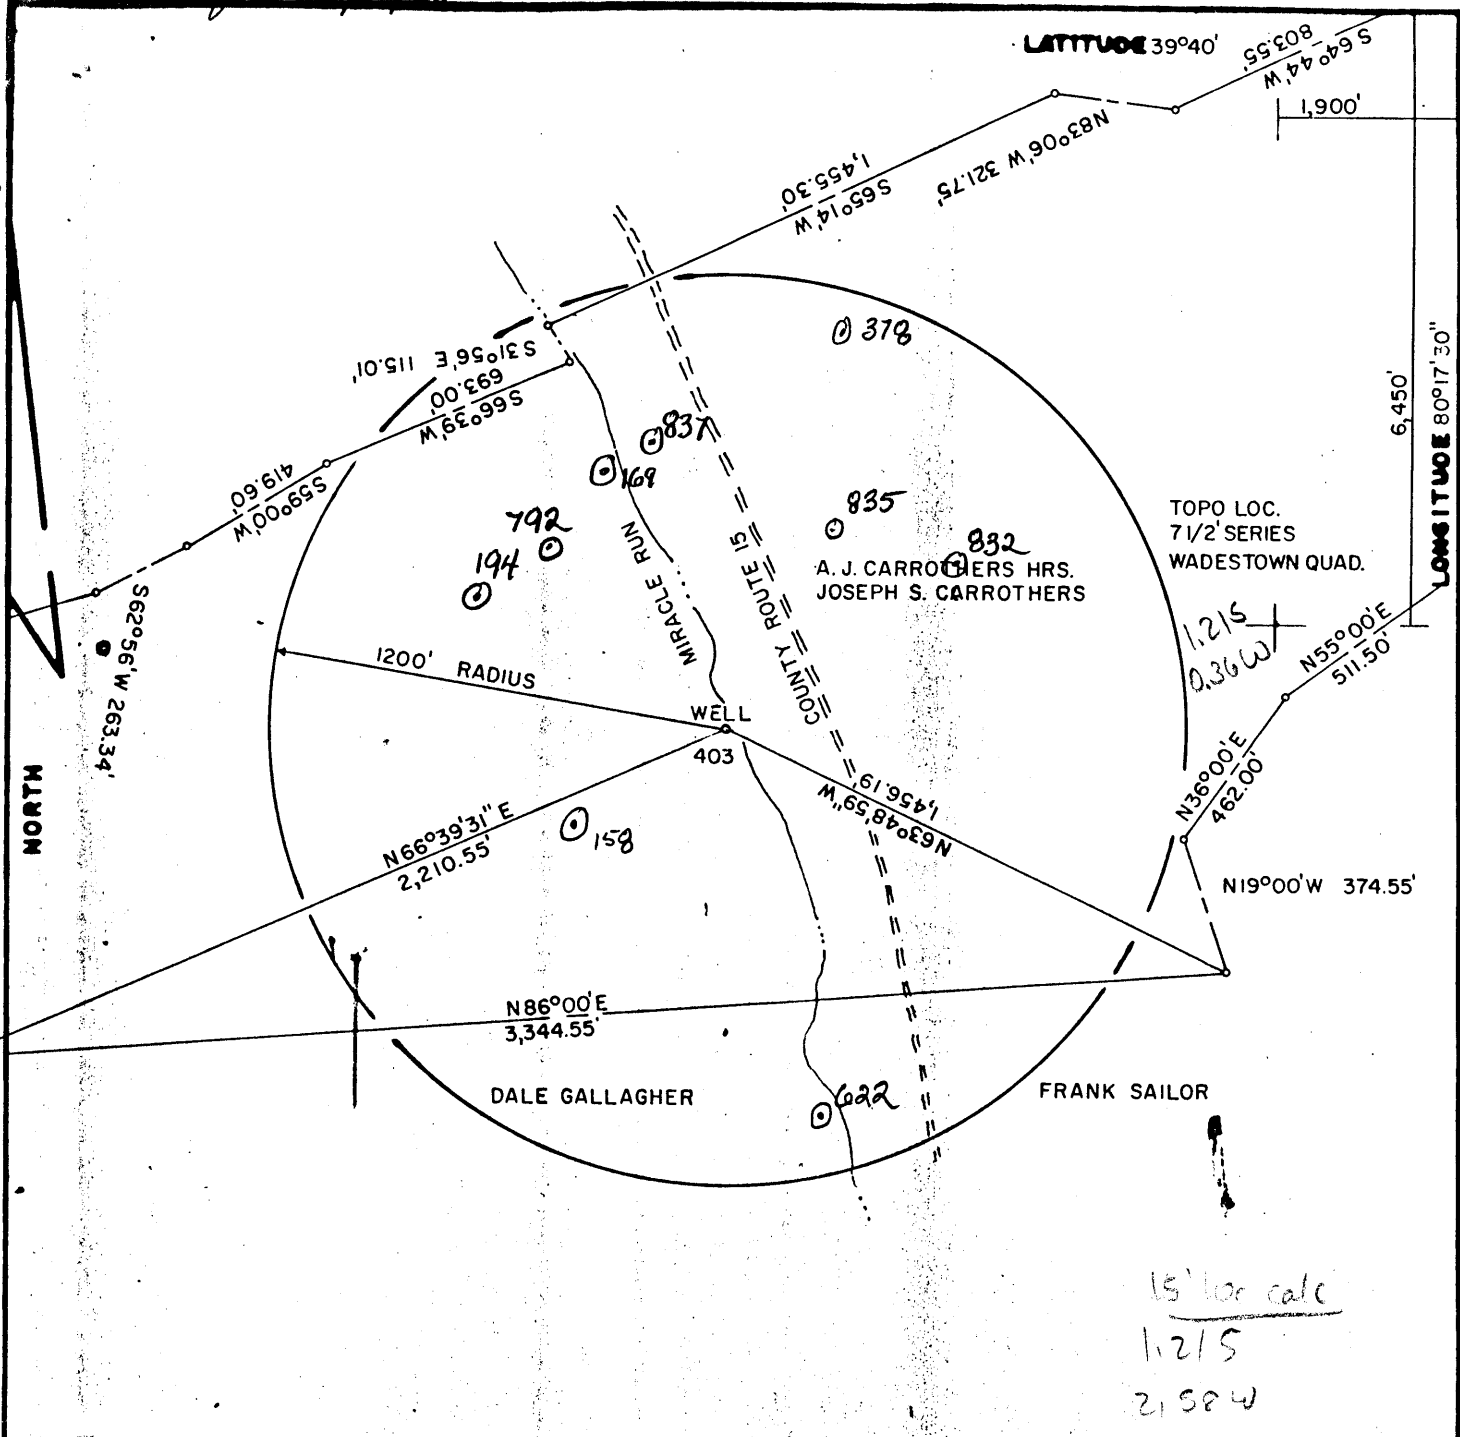 LATITUDE 39°40'
S 64° 44' W
803.55'
1,900'
N83°06'W 321.75'
S65°14'W
1,455.30'
S31°56'E 115.01'
S66°39'W
693.00'
S59°00'W
419.60'
S62°56'W 263.34'
378
837
169
835
792
832
194
A. J. CARROTHERS HRS.
JOSEPH S. CARROTHERS
MIRACLE RUN
COUNTY ROUTE 15
6,450'
LONGITUDE 80°17'30"
TOPO LOC.
7 1/2' SERIES
WADESTOWN QUAD.
1.21S
0.36W
N55°00'E
511.50'
1200' RADIUS
WELL
403
N36°00'E
462.00'
NORTH
N66°39'31"E
2,210.55'
158
N63°48'59"W
1,456.19'
N19°00'W 374.55'
N86°00'E
3,344.55'
DALE GALLAGHER
622
FRANK SAILOR
15' loc calc
1.21S
2.58W